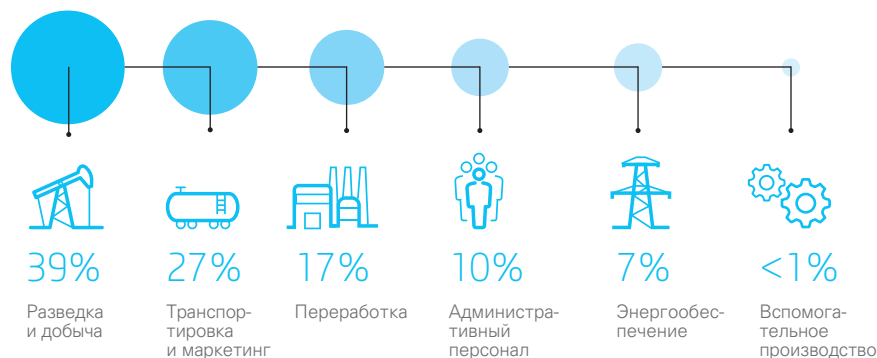 39%
Разведка
и добыча
27%
Транспор-
тировка
и маркетинг
17%
Переработка
10%
Администра-
тивный
персонал
7%
Энергообес-
печение
<1%
Вспомога-
тельное
производство